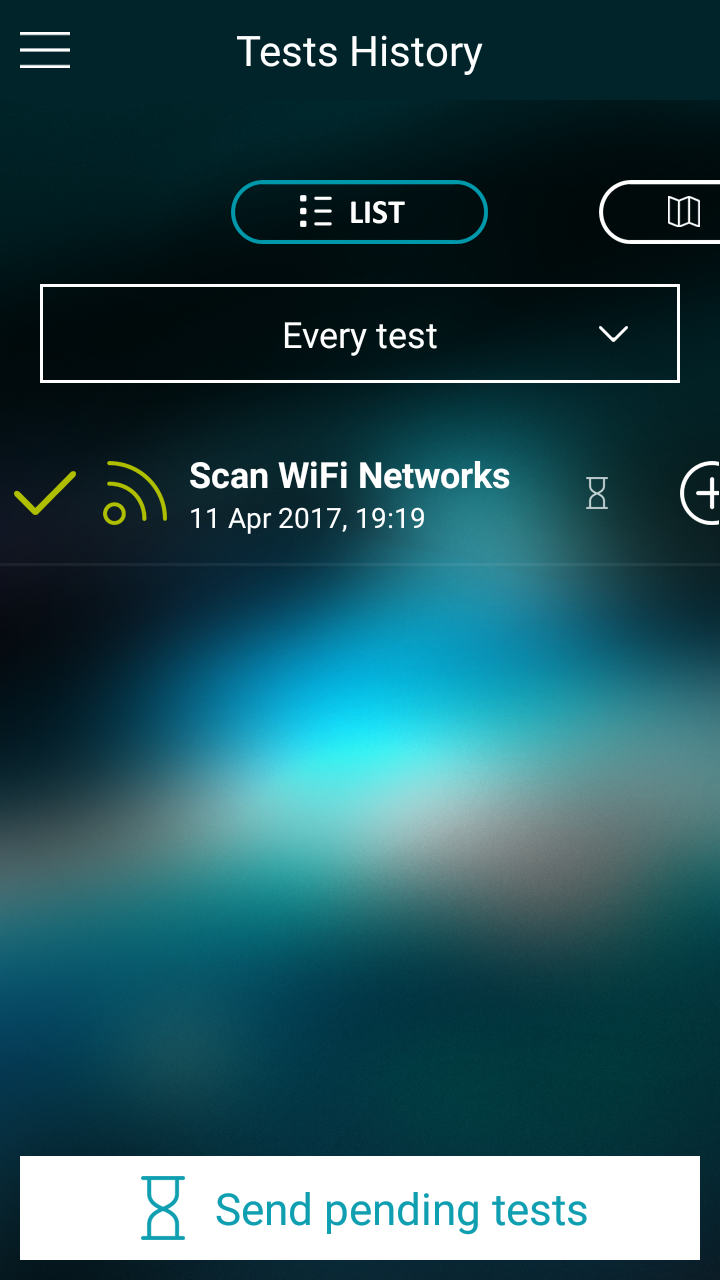 Tests History
LIST
Every test
Scan WiFi Networks
11 Apr 2017, 19:19
Send pending tests